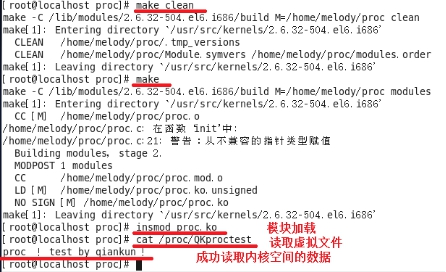 [root@localhost proc]# make clean
make -C /lib/modules/2.6.32-504.el6.i686/build M=/home/melody/proc clean
make[1]: Entering directory `/usr/src/kernels/2.6.32-504.el6.i686'
  CLEAN   /home/melody/proc/.tmp_versions
  CLEAN   /home/melody/proc/Module.symvers /home/melody/proc/modules.order
make[1]: Leaving directory `/usr/src/kernels/2.6.32-504.el6.i686'
[root@localhost proc]# make
make -C /lib/modules/2.6.32-504.el6.i686/build M=/home/melody/proc modules
make[1]: Entering directory `/usr/src/kernels/2.6.32-504.el6.i686'
  CC [M]  /home/melody/proc/proc.o
/home/melody/proc/proc.c: 在函数 'init'中:
/home/melody/proc/proc.c:21: 警告：从不兼容的指针类型赋值
  Building modules, stage 2.
  MODPOST 1 modules
  CC      /home/melody/proc/proc.mod.o
  LD [M]  /home/melody/proc/proc.ko.unsigned
  NO SIGN [M] /home/melody/proc/proc.ko
make[1]: Leaving directory `/usr/src/kernels/2.6.32-504.el6.i686'
[root@localhost proc]# insmod proc.ko 模块加载
[root@localhost proc]# cat /proc/QKproctest 读取虚拟文件
proc ! test by qiankun ! 成功读取内核空间的数据
[root@localhost proc]#